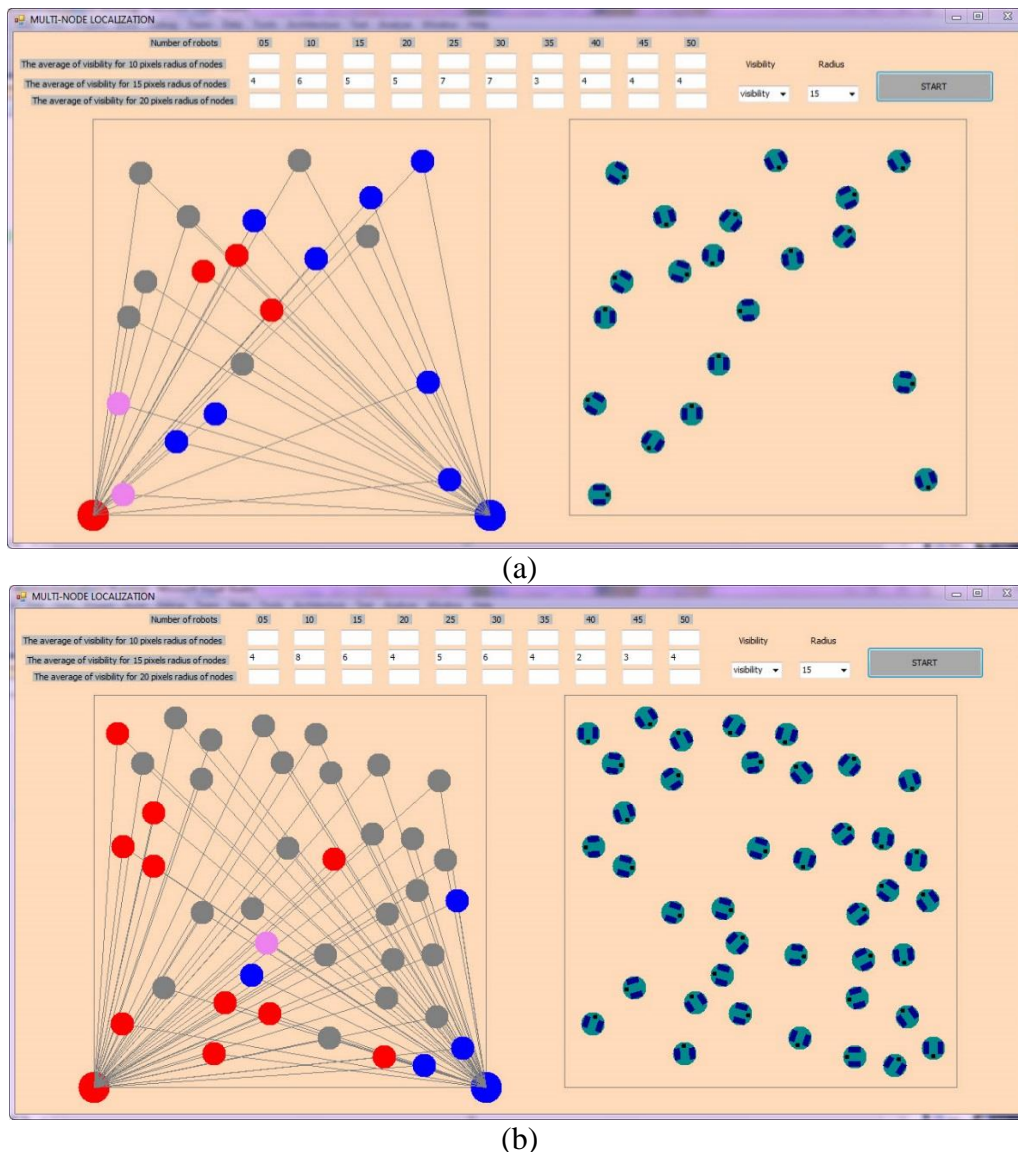 MULTI-NODE LOCALIZATION
Number of robots 05 10 15 20 25 30 35 40 45 50
The average of visibility for 10 pixels radius of nodes
The average of visibility for 15 pixels radius of nodes 4 6 5 5 7 7 3 4 4 4
The average of visibility for 20 pixels radius of nodes
Visibility Radius
visibility 15
START
(a)
MULTI-NODE LOCALIZATION
Number of robots 05 10 15 20 25 30 35 40 45 50
The average of visibility for 10 pixels radius of nodes
The average of visibility for 15 pixels radius of nodes 4 8 6 4 5 6 4 2 3 4
The average of visibility for 20 pixels radius of nodes
Visibility Radius
visibility 15
START
(b)